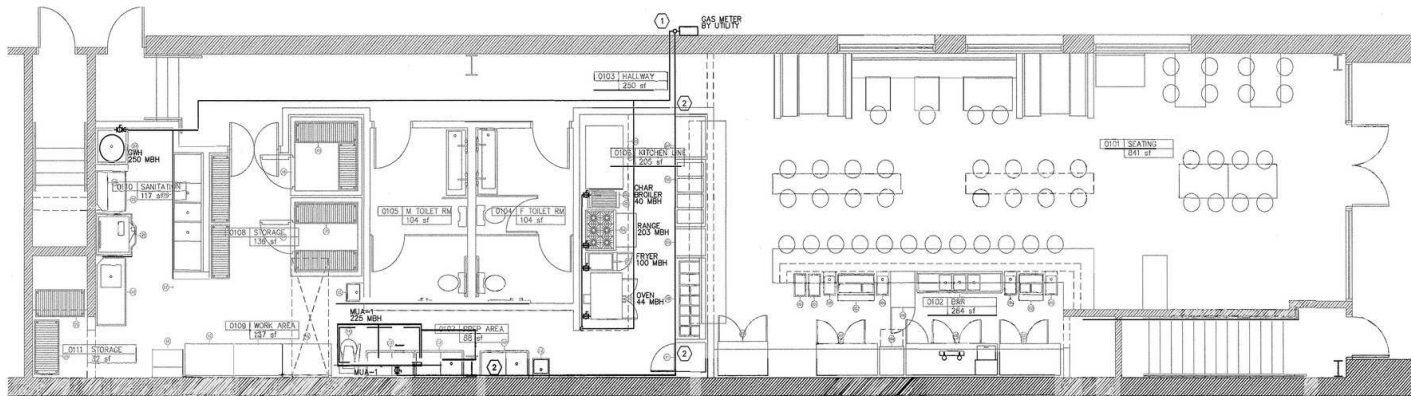 1
GAS METER
BY UTILITY
0103 HALLWAY
250 sf
2
0101 SEATING
841 sf
GWH
250 MBH
0106 KITCHEN LINE
205 sf
0110 SANITATION
117 sf
CHAR
BROILER
40 MBH
0105 M TOILET RM
104 sf
0104 F TOILET RM
104 sf
RANGE
203 MBH
0108 STORAGE
136 sf
FRYER
100 MBH
OVEN
44 MBH
0102 BAR
264 sf
MUA-1
225 MBH
0109 WORK AREA
0107 PREP AREA
88 sf
0111 STORAGE
2
MUA-1
2